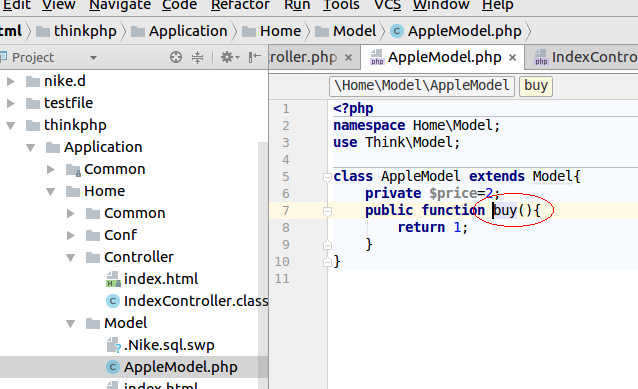 Edit View Navigate Code Refactor Run Tools VCS Window Help
tml thinkphp Application Home Model AppleModel.php
Project
troller.php × AppleModel.php × IndexContro
\Home\Model\AppleModel buy
nike.d
testfile
thinkphp
Application
Common
Home
Common
Conf
Controller
index.html
IndexController.class
Model
.Nike.sql.swp
AppleModel.php
index.html
1 <?php
2 namespace Home\Model;
3 use Think\Model;
4
5 class AppleModel extends Model{
6 private $price=2;
7 public function buy(){
8 return 1;
9 }
10 }
11